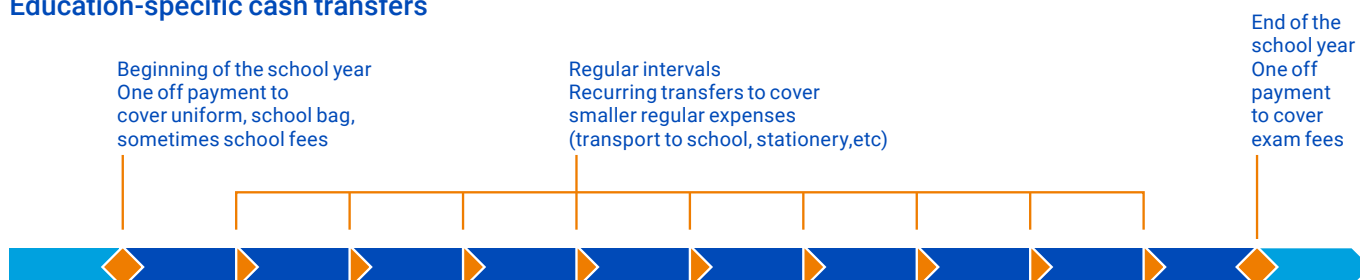 Education-specific cash transfers
Beginning of the school year
One off payment to
cover uniform, school bag,
sometimes school fees
Regular intervals
Recurring transfers to cover
smaller regular expenses
(transport to school, stationery,etc)
End of the
school year
One off
payment
to cover
exam fees